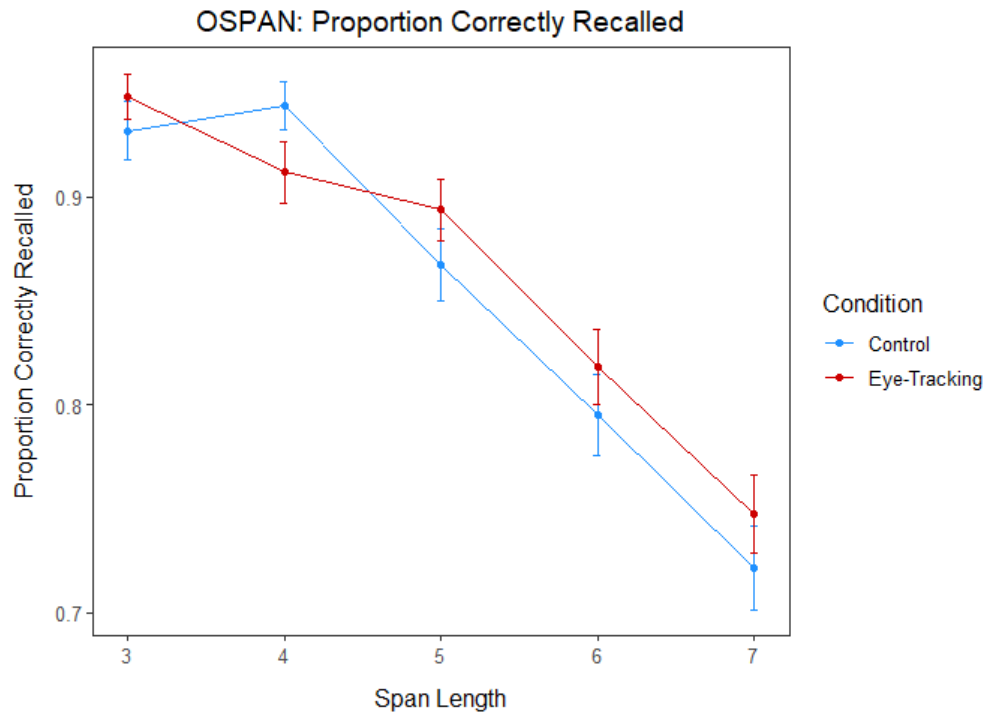 OSPAN: Proportion Correctly Recalled
Proportion Correctly Recalled
0.9
0.8
0.7
3 4 5 6 7
Span Length
Condition
Control
Eye-Tracking